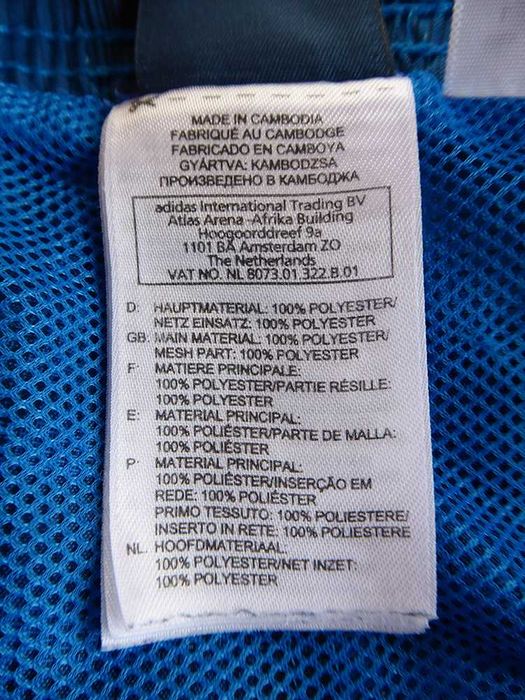 MADE IN CAMBODIA
FABRIQUÉ AU CAMBODGE
FABRICADO EN CAMBOYA
GYÁRTVA: KAMBODZSA
ПРОИЗВЕДЕНО В КАМБОДЖА
adidas International Trading BV
Atlas Arena -Afrika Building
Hoogoorddreef 9a
1101 BA Amsterdam ZO
The Netherlands
VAT NO. NL 8073.01.322.B.01
D: HAUPTMATERIAL: 100% POLYESTER/
NETZ EINSATZ: 100% POLYESTER
GB: MAIN MATERIAL: 100% POLYESTER/
MESH PART: 100% POLYESTER
F: MATIERE PRINCIPALE:
100% POLYESTER/PARTIE RÉSILLE:
100% POLYESTER
E: MATERIAL PRINCIPAL:
100% POLIÉSTER/PARTE DE MALLA:
100% POLIÉSTER
P: MATERIAL PRINCIPAL:
100% POLIÉSTER/INSERÇÃO EM
REDE: 100% POLIÉSTER
PRIMO TESSUTO: 100% POLIESTERE/
INSERTO IN RETE: 100% POLIESTERE
NL: HOOFDMATERIAAL:
100% POLYESTER/NET INZET:
100% POLYESTER